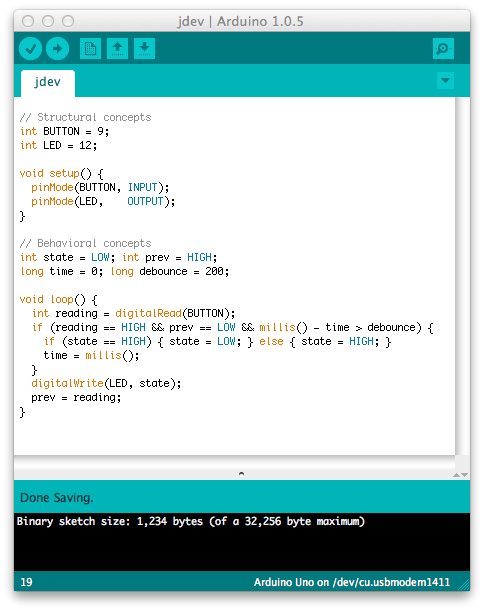 jdev | Arduino 1.0.5
jdev
// Structural concepts
int BUTTON = 9;
int LED = 12;
void setup() {
  pinMode(BUTTON, INPUT);
  pinMode(LED,    OUTPUT);
}
// Behavioral concepts
int state = LOW; int prev = HIGH;
long time = 0; long debounce = 200;
void loop() {
  int reading = digitalRead(BUTTON);
  if (reading == HIGH && prev == LOW && millis() - time > debounce) {
    if (state == HIGH) { state = LOW; } else { state = HIGH; }
    time = millis();
  }
  digitalWrite(LED, state);
  prev = reading;
}
Done Saving.
Binary sketch size: 1,234 bytes (of a 32,256 byte maximum)
19 Arduino Uno on /dev/cu.usbmodem1411